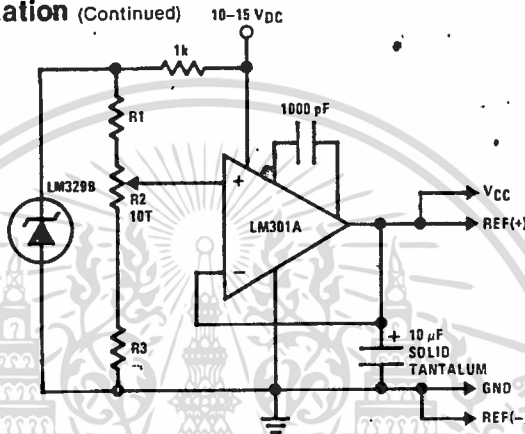 (Continued)
10–15 VDC
1k
1000 pF
R1
LM329B
R2
10T
+
LM301A
−
VCC
REF(+)
+ 10 µF
SOLID
TANTALUM
R3
GND
REF(−